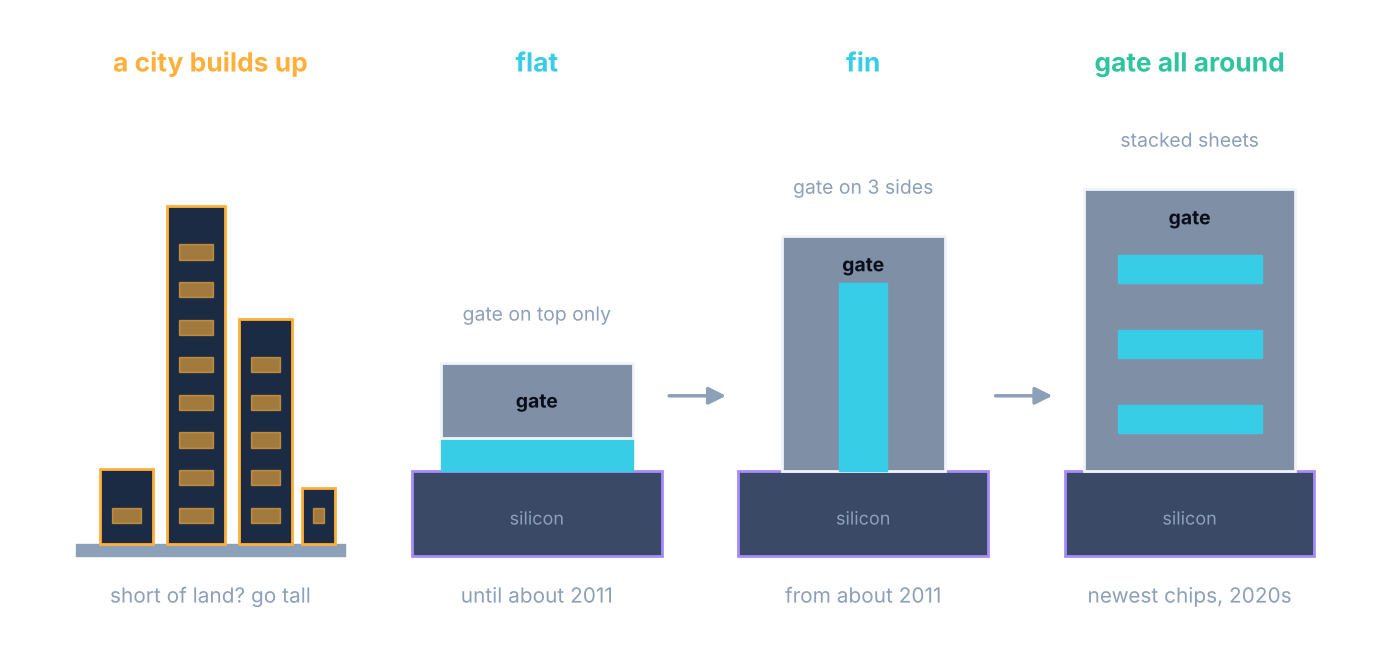 a city builds up
flat
fin
gate all around
stacked sheets
gate on 3 sides
gate
gate
gate on top only
gate
silicon
silicon
silicon
short of land? go tall
until about 2011
from about 2011
newest chips, 2020s